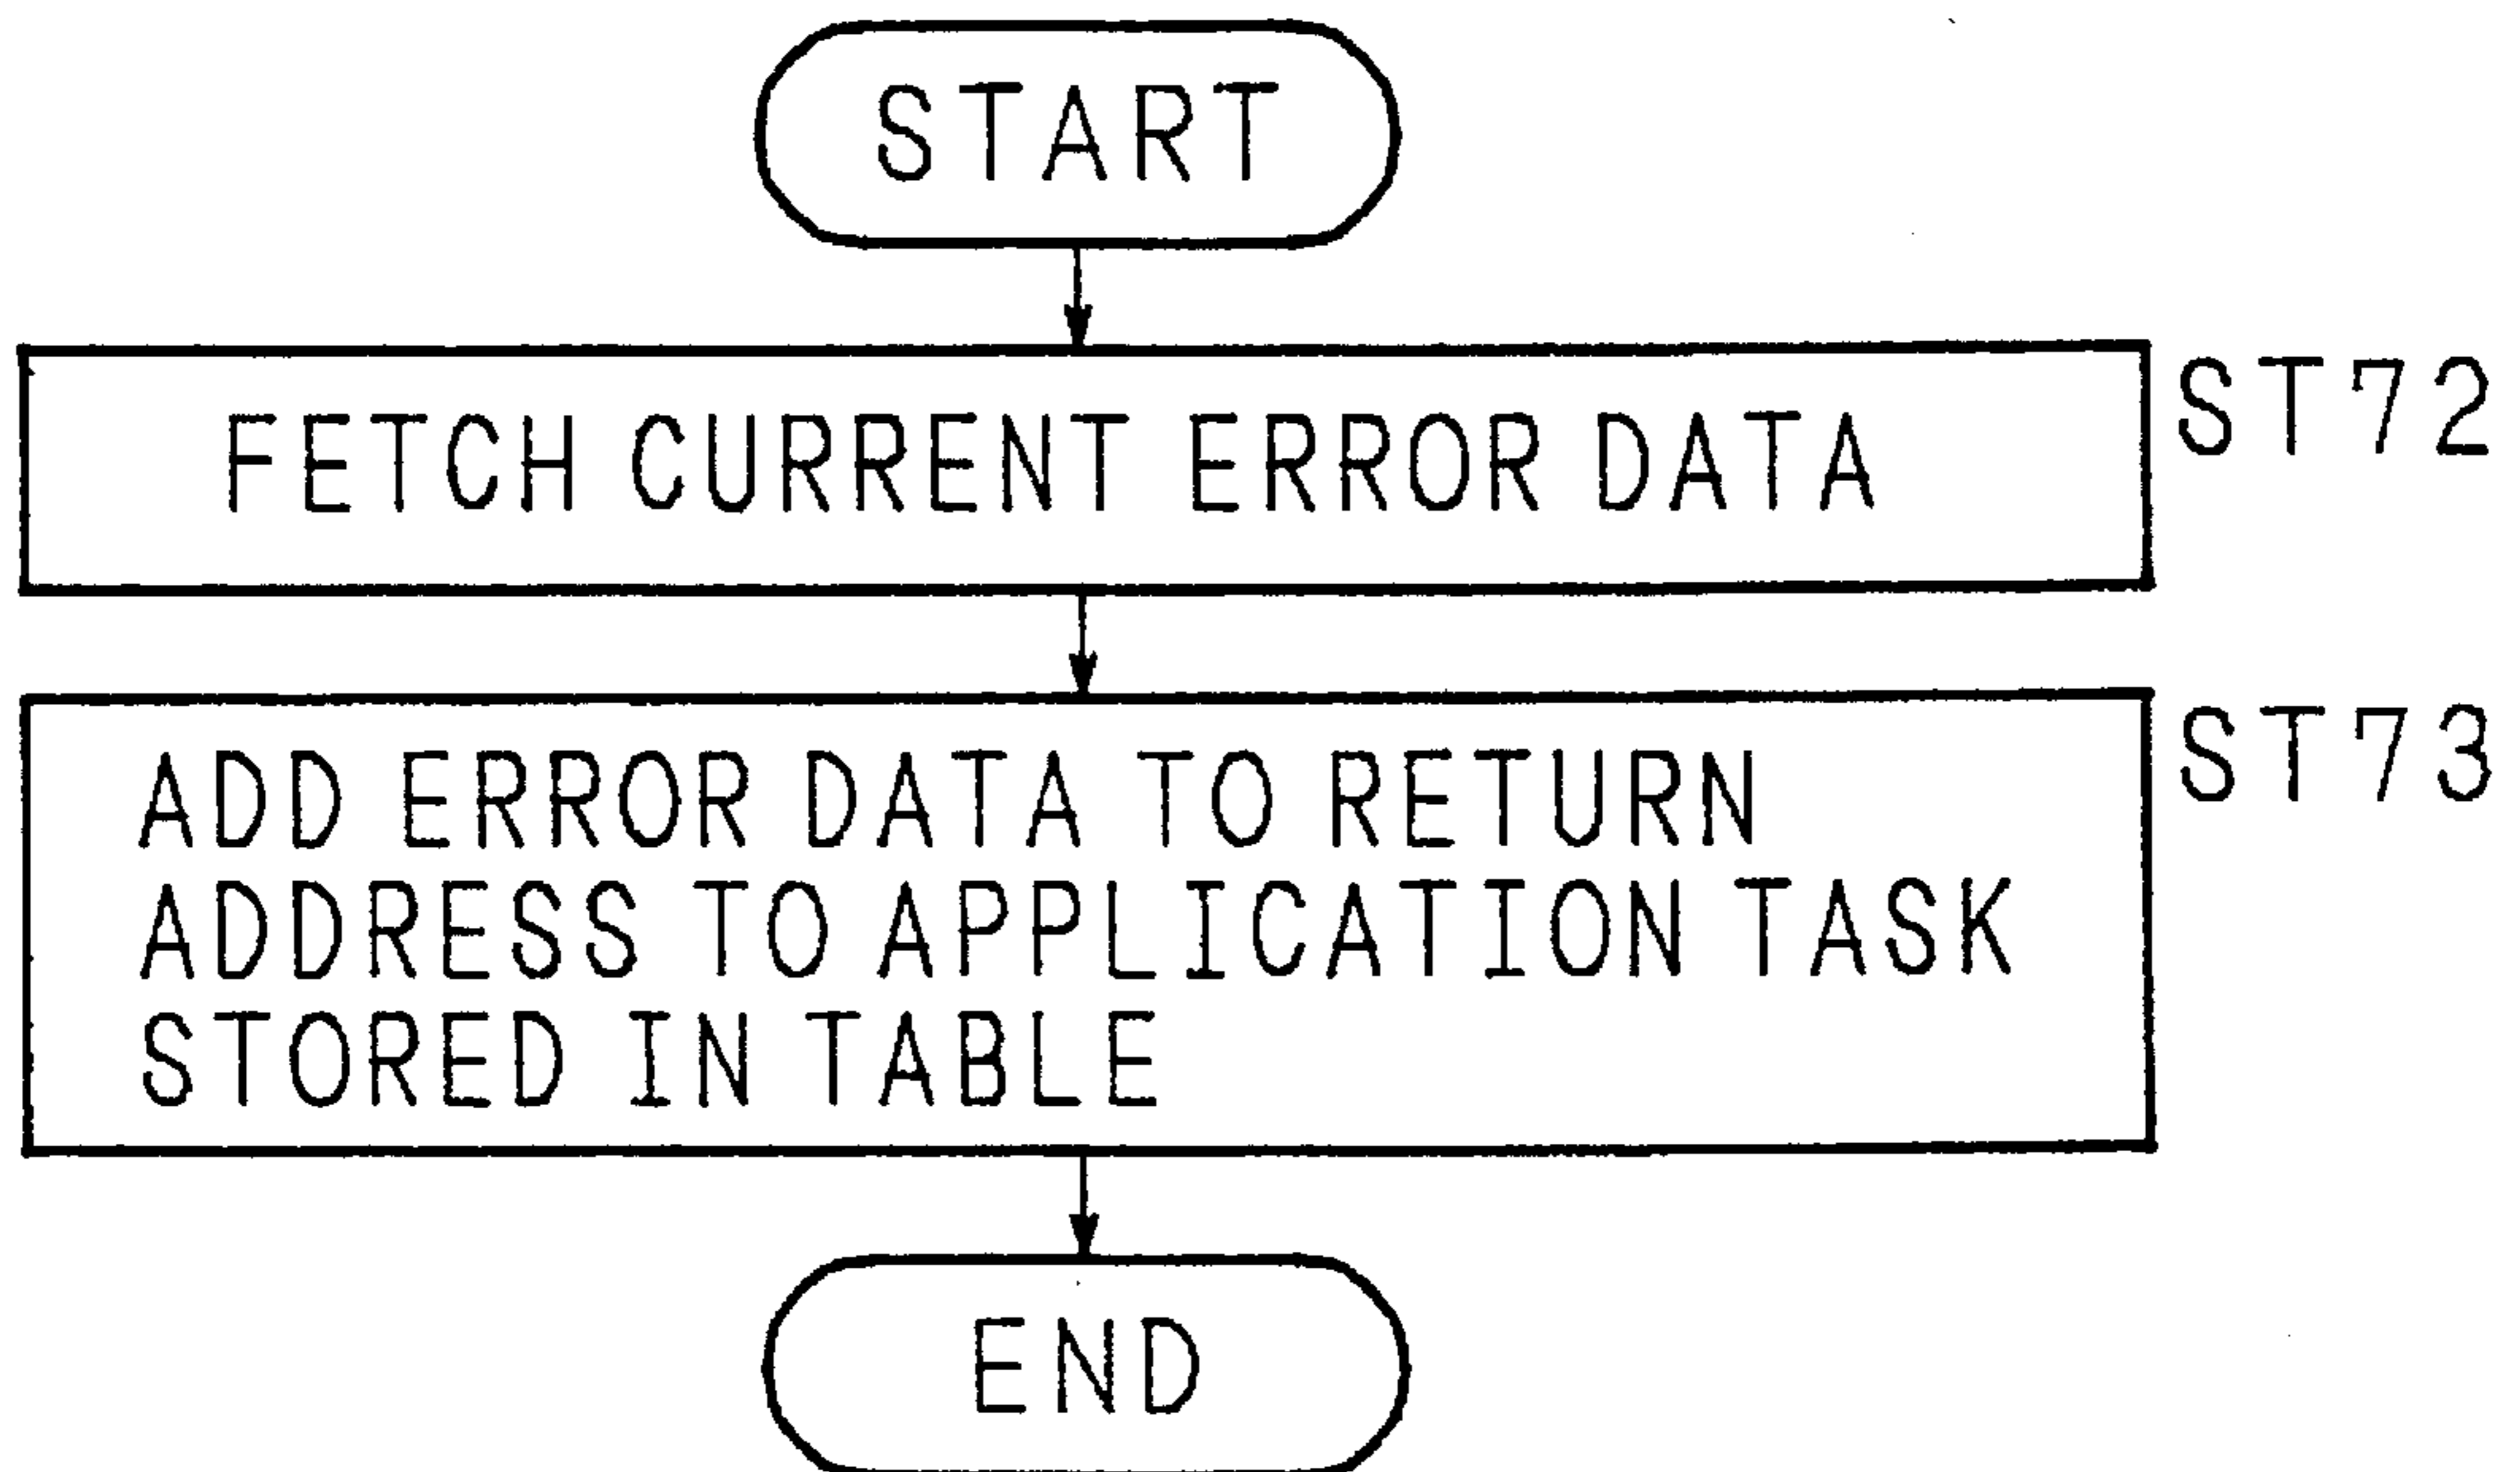 START
FETCH CURRENT ERROR DATA
ST72
ADD ERROR DATA TO RETURN
ADDRESS TO APPLICATION TASK
STORED IN TABLE
ST73
END